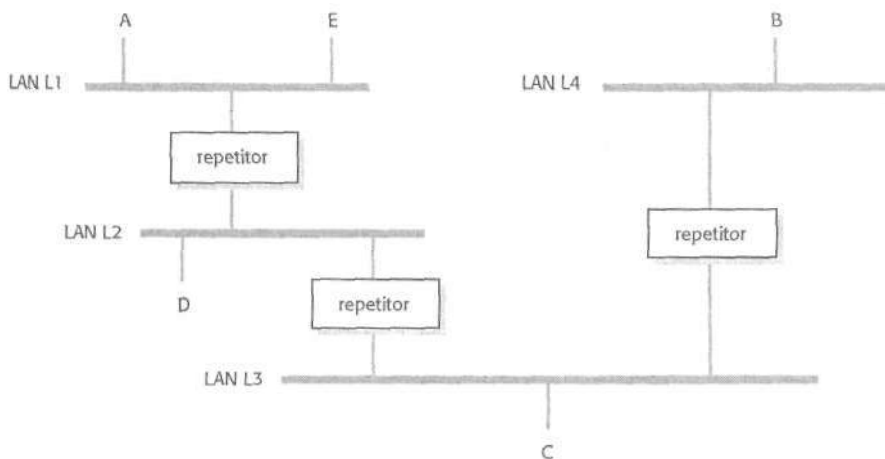 A
E
B
LAN L1
LAN L4
repetitor
LAN L2
repetitor
D
repetitor
LAN L3
C